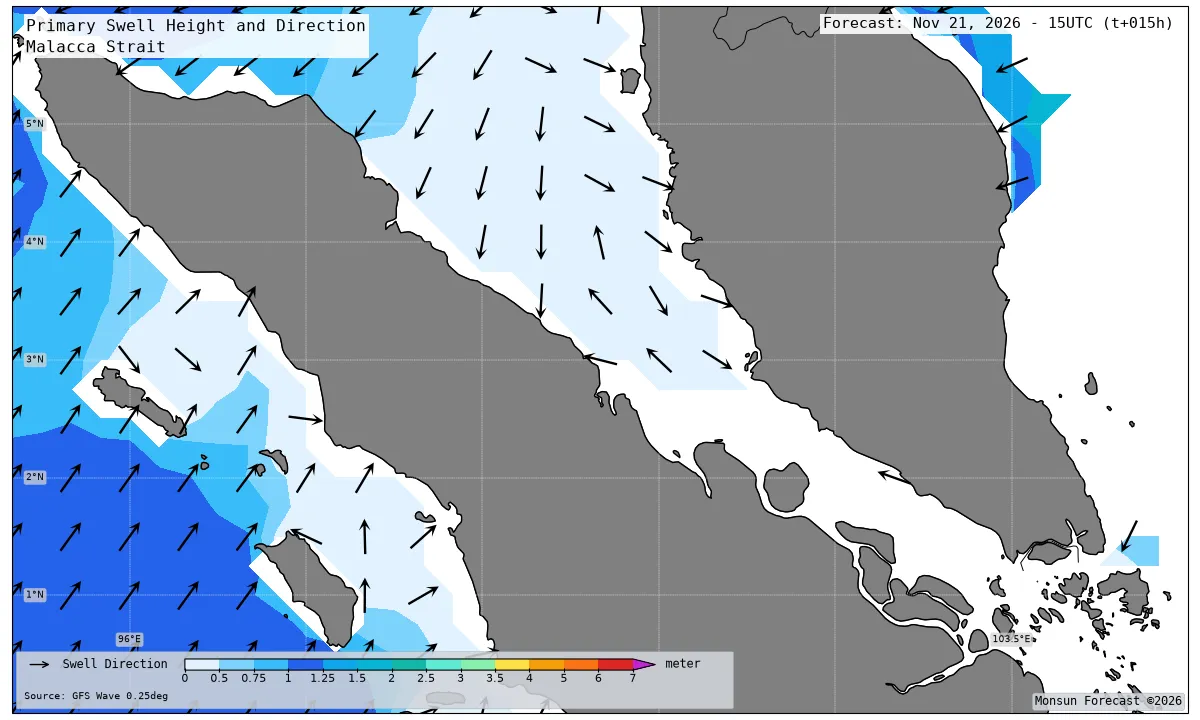 Primary Swell Height and Direction
Malacca Strait
Forecast: Nov 21, 2026 - 15UTC (t+015h)
5°N
4°N
3°N
2°N
1°N
96°E
103.5°E
Swell Direction
0 0.5 0.75 1 1.25 1.5 2 2.5 3 3.5 4 5 6 7
meter
Source: GFS Wave 0.25deg
Monsun Forecast ©2026